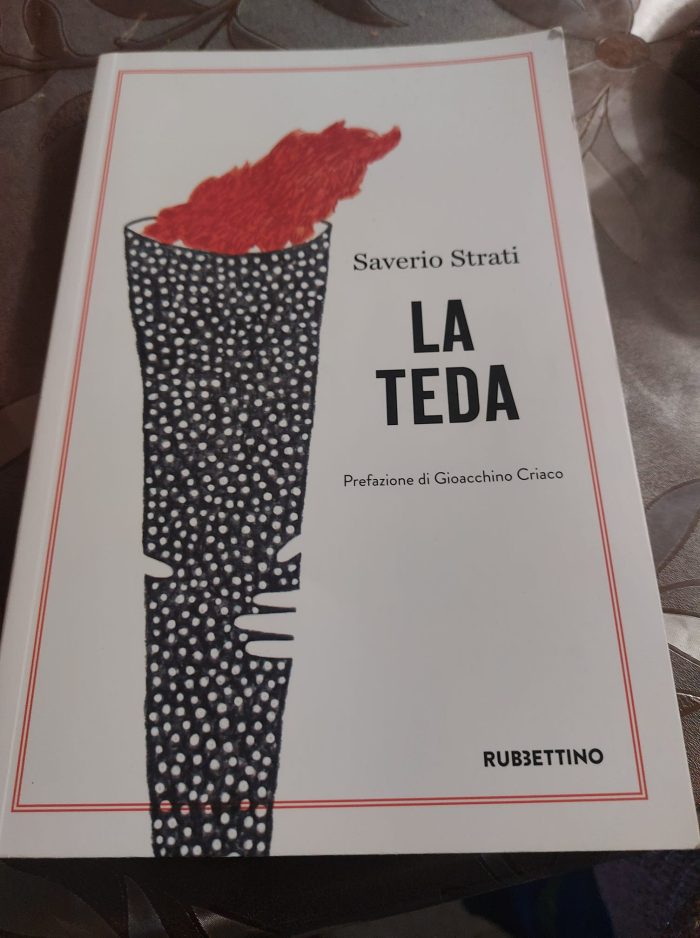 Saverio Strati
LA
TEDA
Prefazione di Gioacchino Criaco
RUBBETTINO